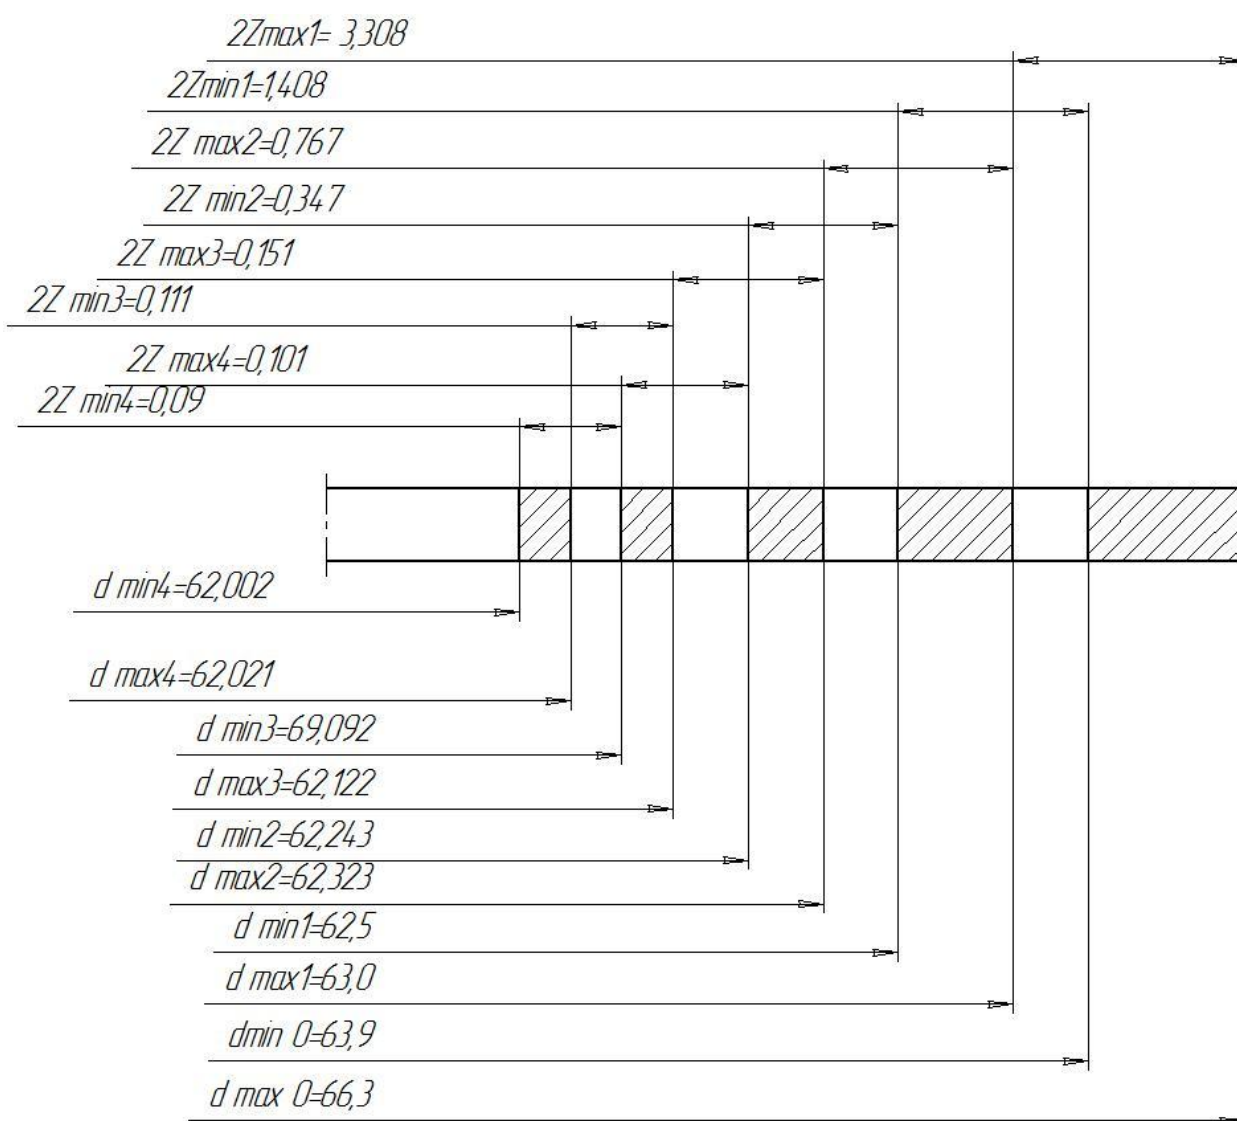 2Zmax1= 3,308
2Zmin1=1,408
2Z max2=0,767
2Z min2=0,347
2Z max3=0,151
2Z min3=0,111
2Z max4=0,101
2Z min4=0,09
d min4=62,002
d max4=62,021
d min3=69,092
d max3=62,122
d min2=62,243
d max2=62,323
d min1=62,5
d max1=63,0
dmin 0=63,9
d max 0=66,3